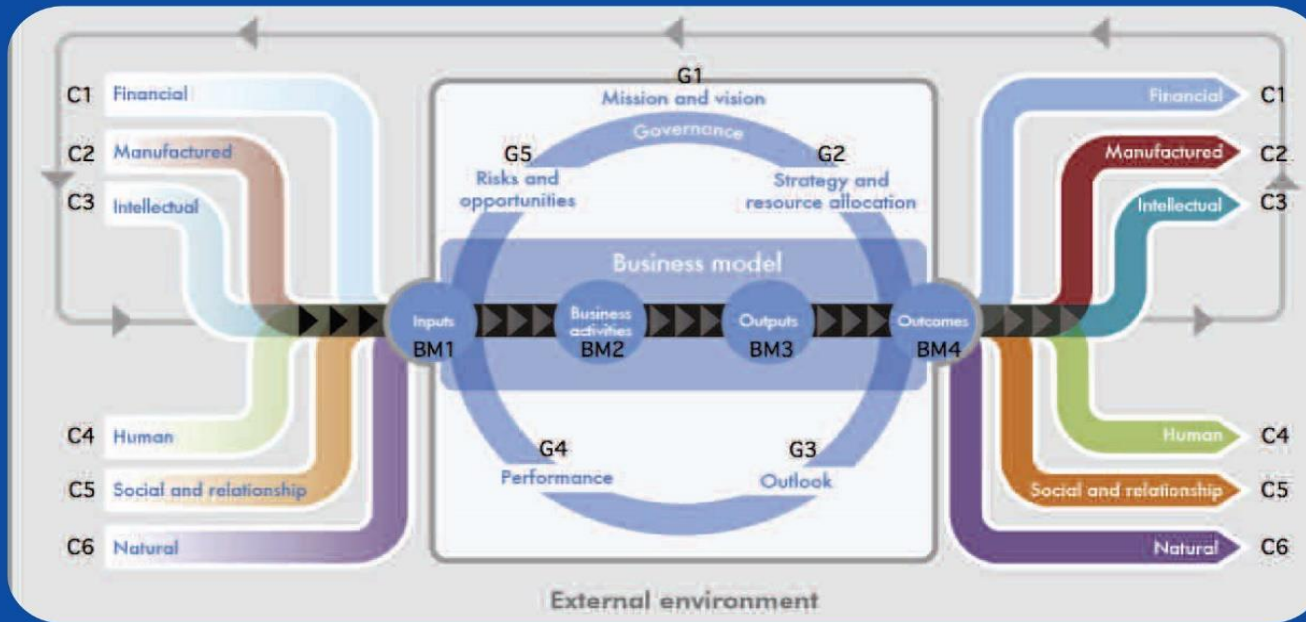 C1 Financial
C2 Manufactured
C3 Intellectual
C4 Human
C5 Social and relationship
C6 Natural
G1
Mission and vision
Governance
G5
Risks and
opportunities
G2
Strategy and
resource allocation
Business model
Inputs
BM1
Business
activities
BM2
Outputs
BM3
Outcomes
BM4
G4
Performance
G3
Outlook
Financial C1
Manufactured C2
Intellectual C3
Human C4
Social and relationship C5
Natural C6
External environment